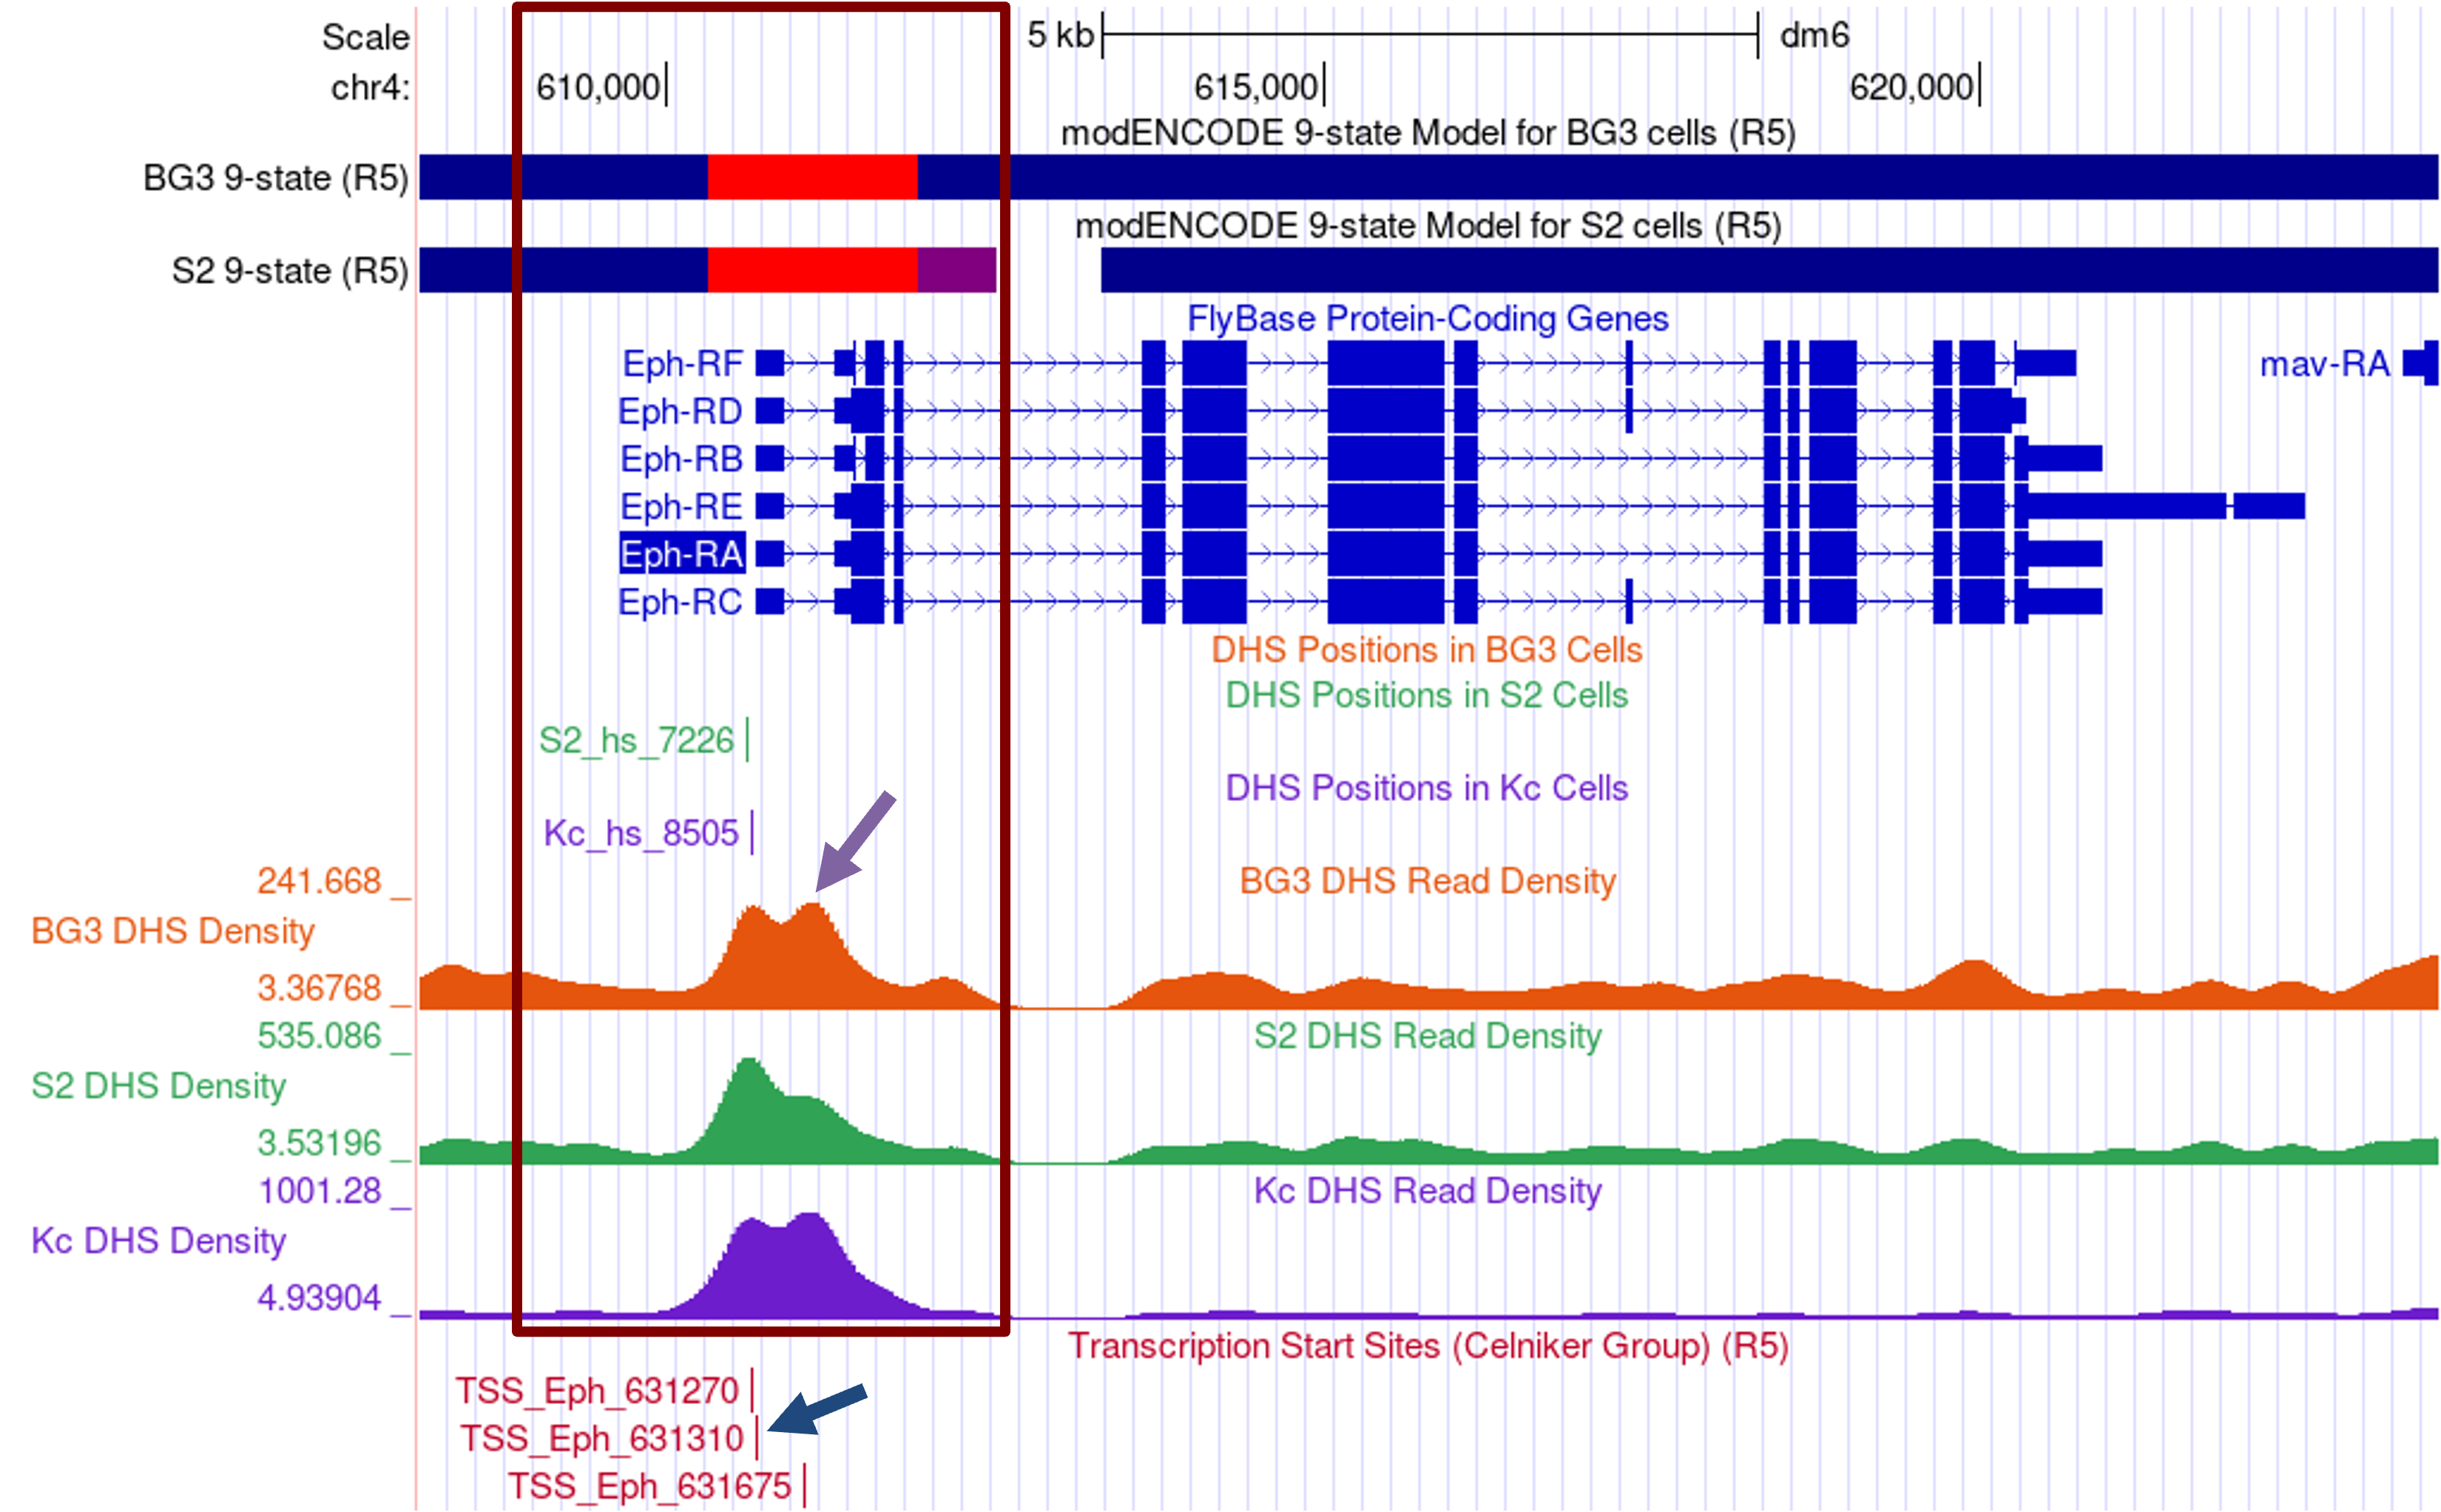 Scale 5 kb dm6
chr4: 610,000 615,000 620,000
modENCODE 9-state Model for BG3 cells (R5)
BG3 9-state (R5)
modENCODE 9-state Model for S2 cells (R5)
S2 9-state (R5)
FlyBase Protein-Coding Genes
Eph-RF mav-RA
Eph-RD
Eph-RB
Eph-RE
Eph-RA
Eph-RC
DHS Positions in BG3 Cells
DHS Positions in S2 Cells
S2_hs_7226
DHS Positions in Kc Cells
Kc_hs_8505
241.668 _ BG3 DHS Read Density
BG3 DHS Density
3.36768 _
535.086 _ S2 DHS Read Density
S2 DHS Density
3.53196 _
1001.28 _ Kc DHS Read Density
Kc DHS Density
4.93904 _
Transcription Start Sites (Celniker Group) (R5)
TSS_Eph_631270
TSS_Eph_631310
TSS_Eph_631675